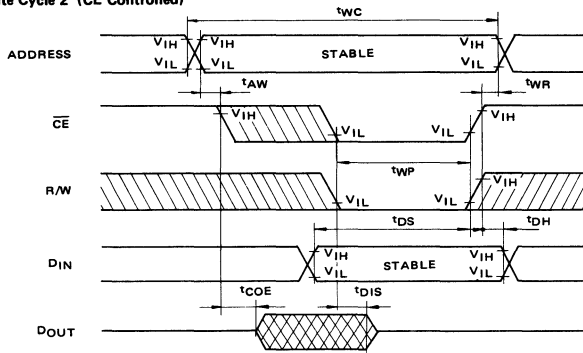 te Cycle 2 (CE Controlled)
tWC
ADDRESS
VIH VIH STABLE VIH
VIL VIL VIL
tAW tWR
CE
VIH VIH
VIL VIL
tWP
R/W
VIH
VIL VIL
tDS tDH
DIN
VIH STABLE VIH
VIL VIL
tCOE tDIS
DOUT